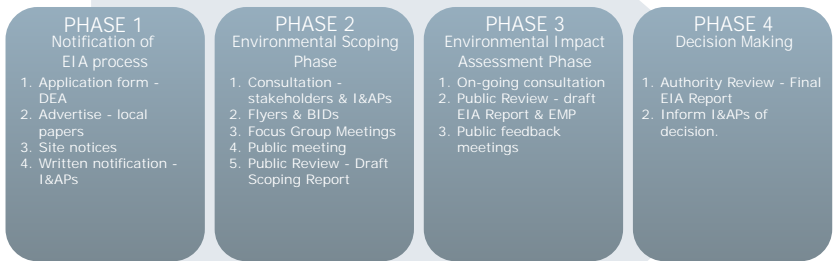 PHASE 1
Notification of
EIA process
1. Application form -
DEA
2. Advertise - local
papers
3. Site notices
4. Written notification -
I&APs
PHASE 2
Environmental Scoping
Phase
1. Consultation -
stakeholders & I&APs
2. Flyers & BIDs
3. Focus Group Meetings
4. Public meeting
5. Public Review - Draft
Scoping Report
PHASE 3
Environmental Impact
Assessment Phase
1. On-going consultation
2. Public Review - draft
EIA Report & EMP
3. Public feedback
meetings
PHASE 4
Decision Making
1. Authority Review - Final
EIA Report
2. Inform I&APs of
decision.